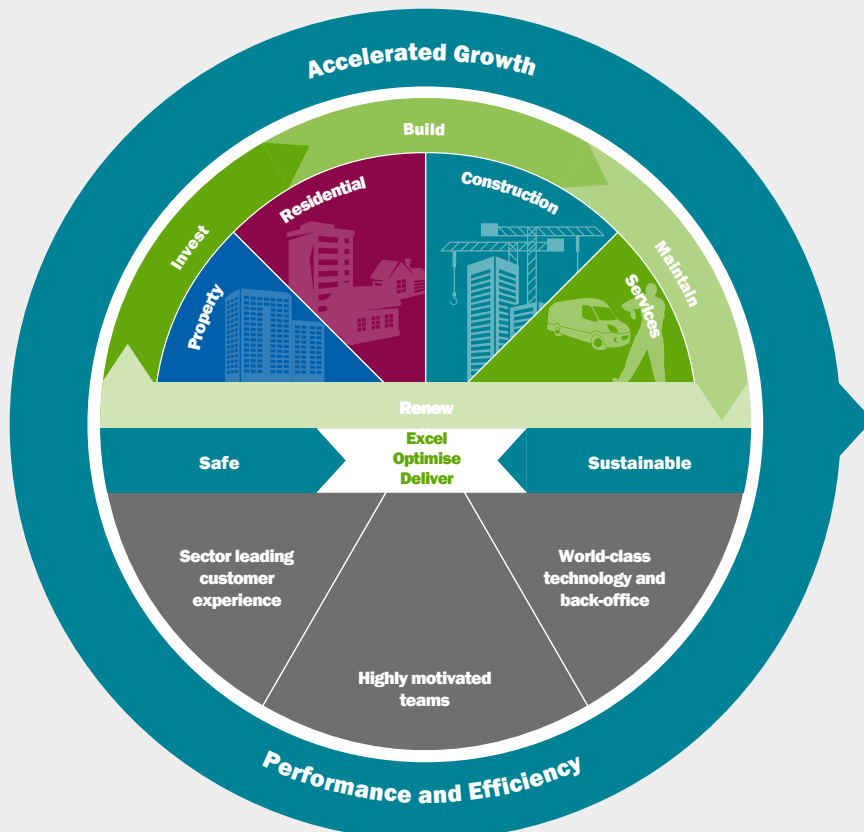 Accelerated Growth
Build
Invest
Maintain
Property
Residential
Construction
Services
Renew
Safe
Excel
Optimise
Deliver
Sustainable
Sector leading
customer
experience
Highly motivated
teams
World-class
technology and
back-office
Performance and Efficiency